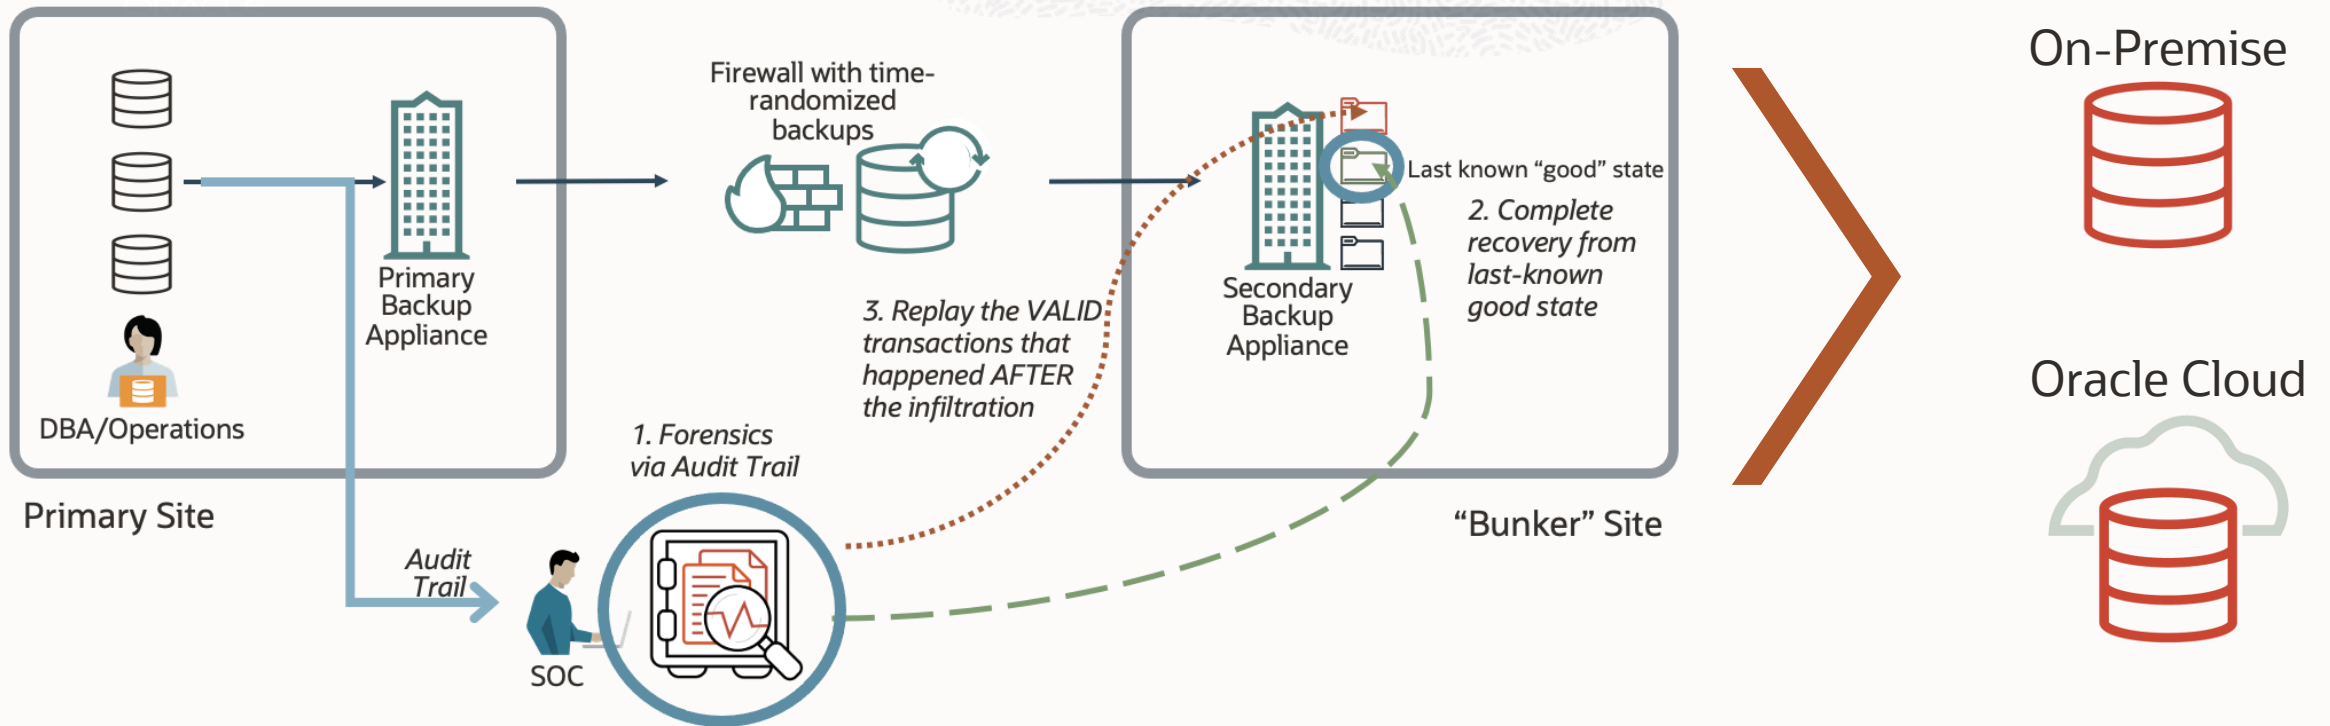 Firewall with time-
randomized
backups
Primary
Backup
Appliance
DBA/Operations
Primary Site
Audit
Trail
SOC
1. Forensics
via Audit Trail
3. Replay the VALID
transactions that
happened AFTER
the infiltration
Last known “good” state
2. Complete
recovery from
last-known
good state
Secondary
Backup
Appliance
“Bunker” Site
On-Premise
Oracle Cloud